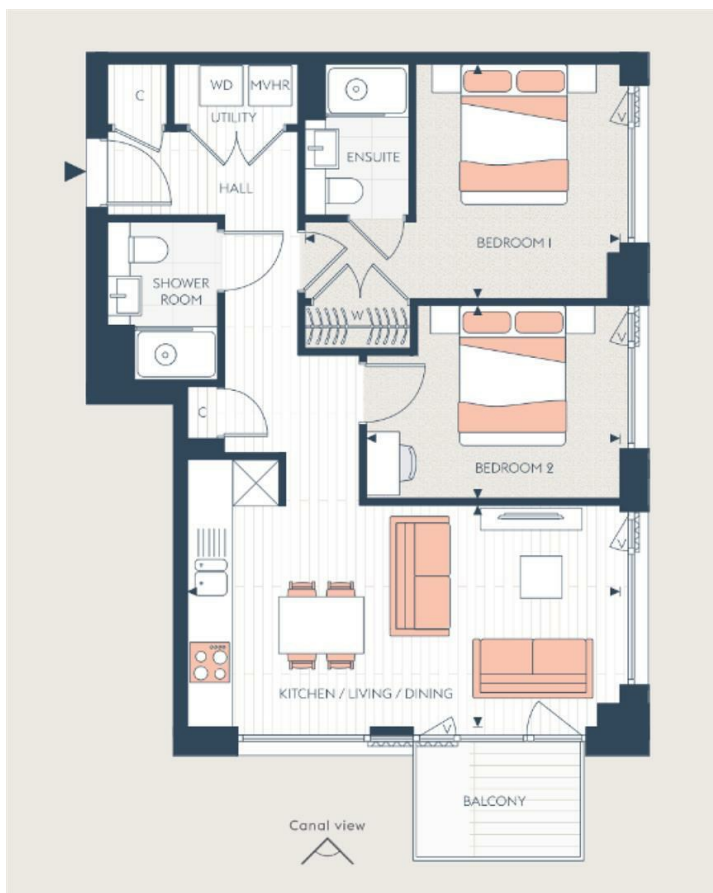 C
WD
MVHR
UTILITY
ENSUITE
HALL
BEDROOM 1
SHOWER
ROOM
W
C
BEDROOM 2
KITCHEN / LIVING / DINING
BALCONY
Canal view
V
V
V
V